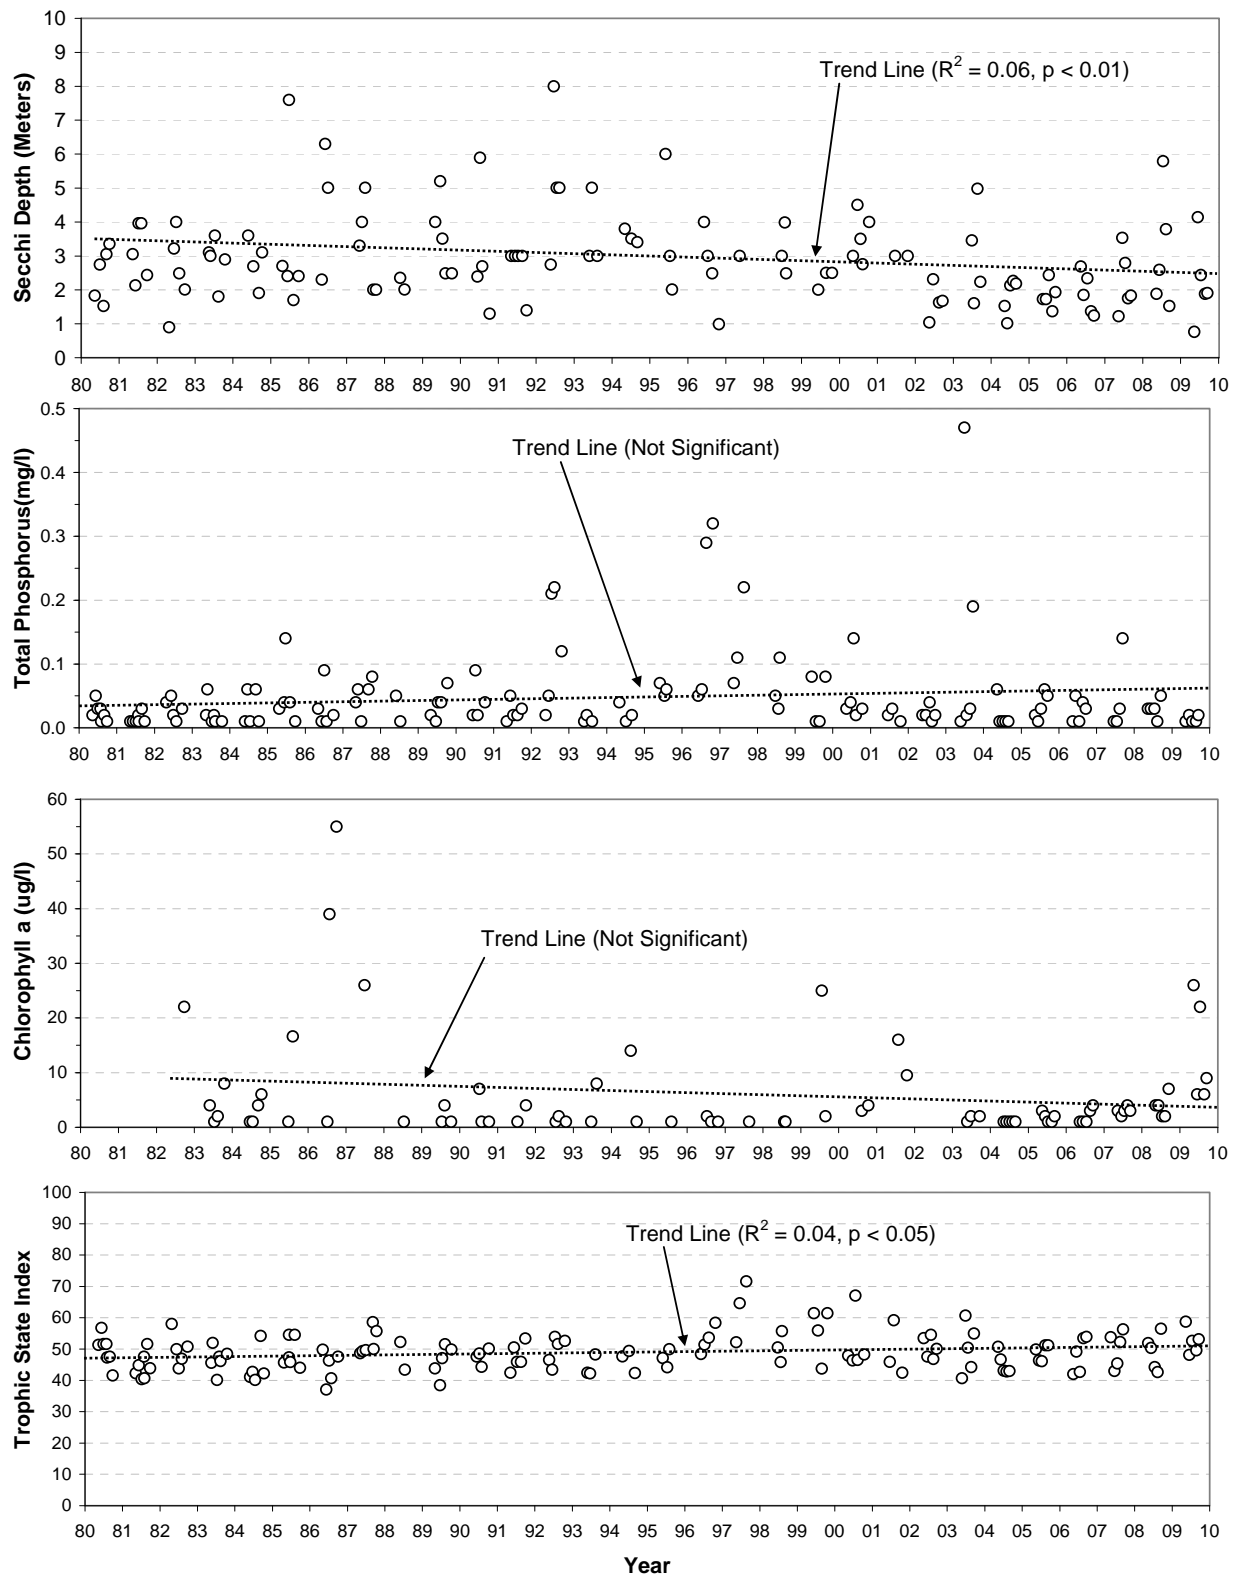 10
9
8
7
6
5
4
3
2
1
0
Secchi Depth (Meters)
Trend Line (R² = 0.06, p < 0.01)
80 81 82 83 84 85 86 87 88 89 90 91 92 93 94 95 96 97 98 99 00 01 02 03 04 05 06 07 08 09 10
0.5
0.4
0.3
0.2
0.1
0.0
Total Phosphorus(mg/l)
Trend Line (Not Significant)
80 81 82 83 84 85 86 87 88 89 90 91 92 93 94 95 96 97 98 99 00 01 02 03 04 05 06 07 08 09 10
60
50
40
30
20
10
0
Chlorophyll a (ug/l)
Trend Line (Not Significant)
80 81 82 83 84 85 86 87 88 89 90 91 92 93 94 95 96 97 98 99 00 01 02 03 04 05 06 07 08 09 10
100
90
80
70
60
50
40
30
20
10
0
Trophic State Index
Trend Line (R² = 0.04, p < 0.05)
80 81 82 83 84 85 86 87 88 89 90 91 92 93 94 95 96 97 98 99 00 01 02 03 04 05 06 07 08 09 10
Year